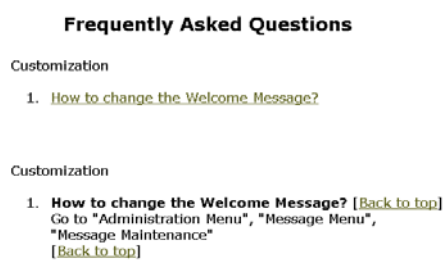 Frequently Asked Questions
Customization
1. How to change the Welcome Message?
Customization
1. How to change the Welcome Message? [Back to top]
Go to "Administration Menu", "Message Menu",
"Message Maintenance"
[Back to top]